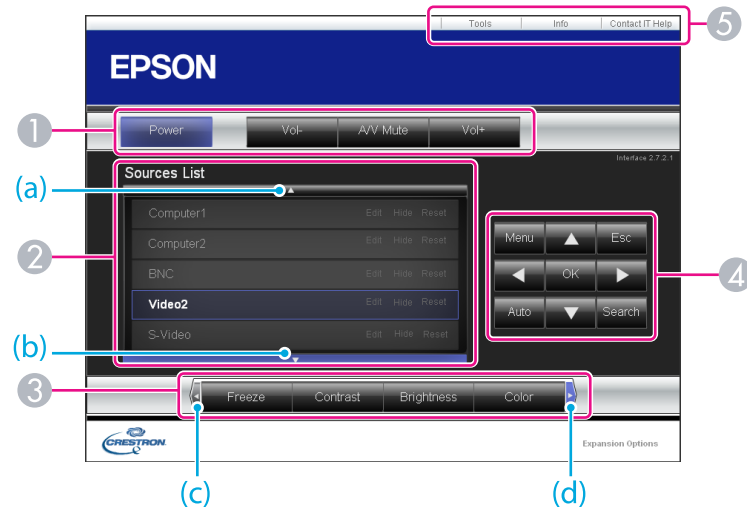 Tools Info Contact IT Help 5
EPSON
1 Power Vol- A/V Mute Vol+
Interface 2.7.2.1
Sources List
(a)
Computer1 Edit Hide Reset
Computer2 Edit Hide Reset
2 BNC Edit Hide Reset
Video2 Edit Hide Reset
S-Video Edit Hide Reset
(b)
Menu Esc
OK 4
Auto Search
3 Freeze Contrast Brightness Color
CRESTRON Expansion Options
(c) (d)